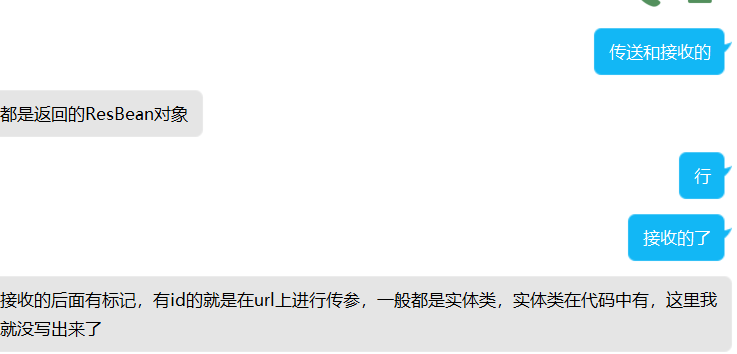 传送和接收的
都是返回的ResBean对象
行
接收的了
接收的后面有标记，有id的就是在url上进行传参，一般都是实体类，实体类在代码中有，这里我
就没写出来了